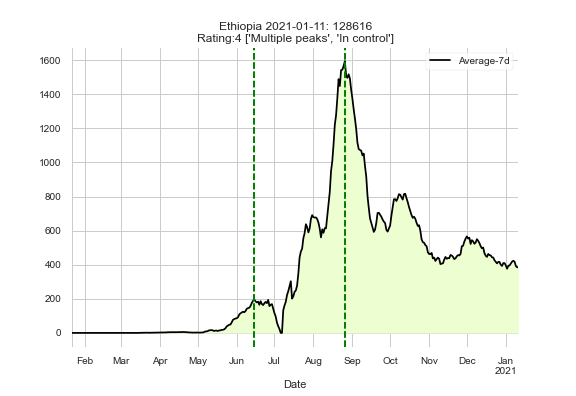 Ethiopia 2021-01-11: 128616
Rating:4 ['Multiple peaks', 'In control']
Average-7d
1600
1400
1200
1000
800
600
400
200
0
Feb Mar Apr May Jun Jul Aug Sep Oct Nov Dec Jan
2021
Date